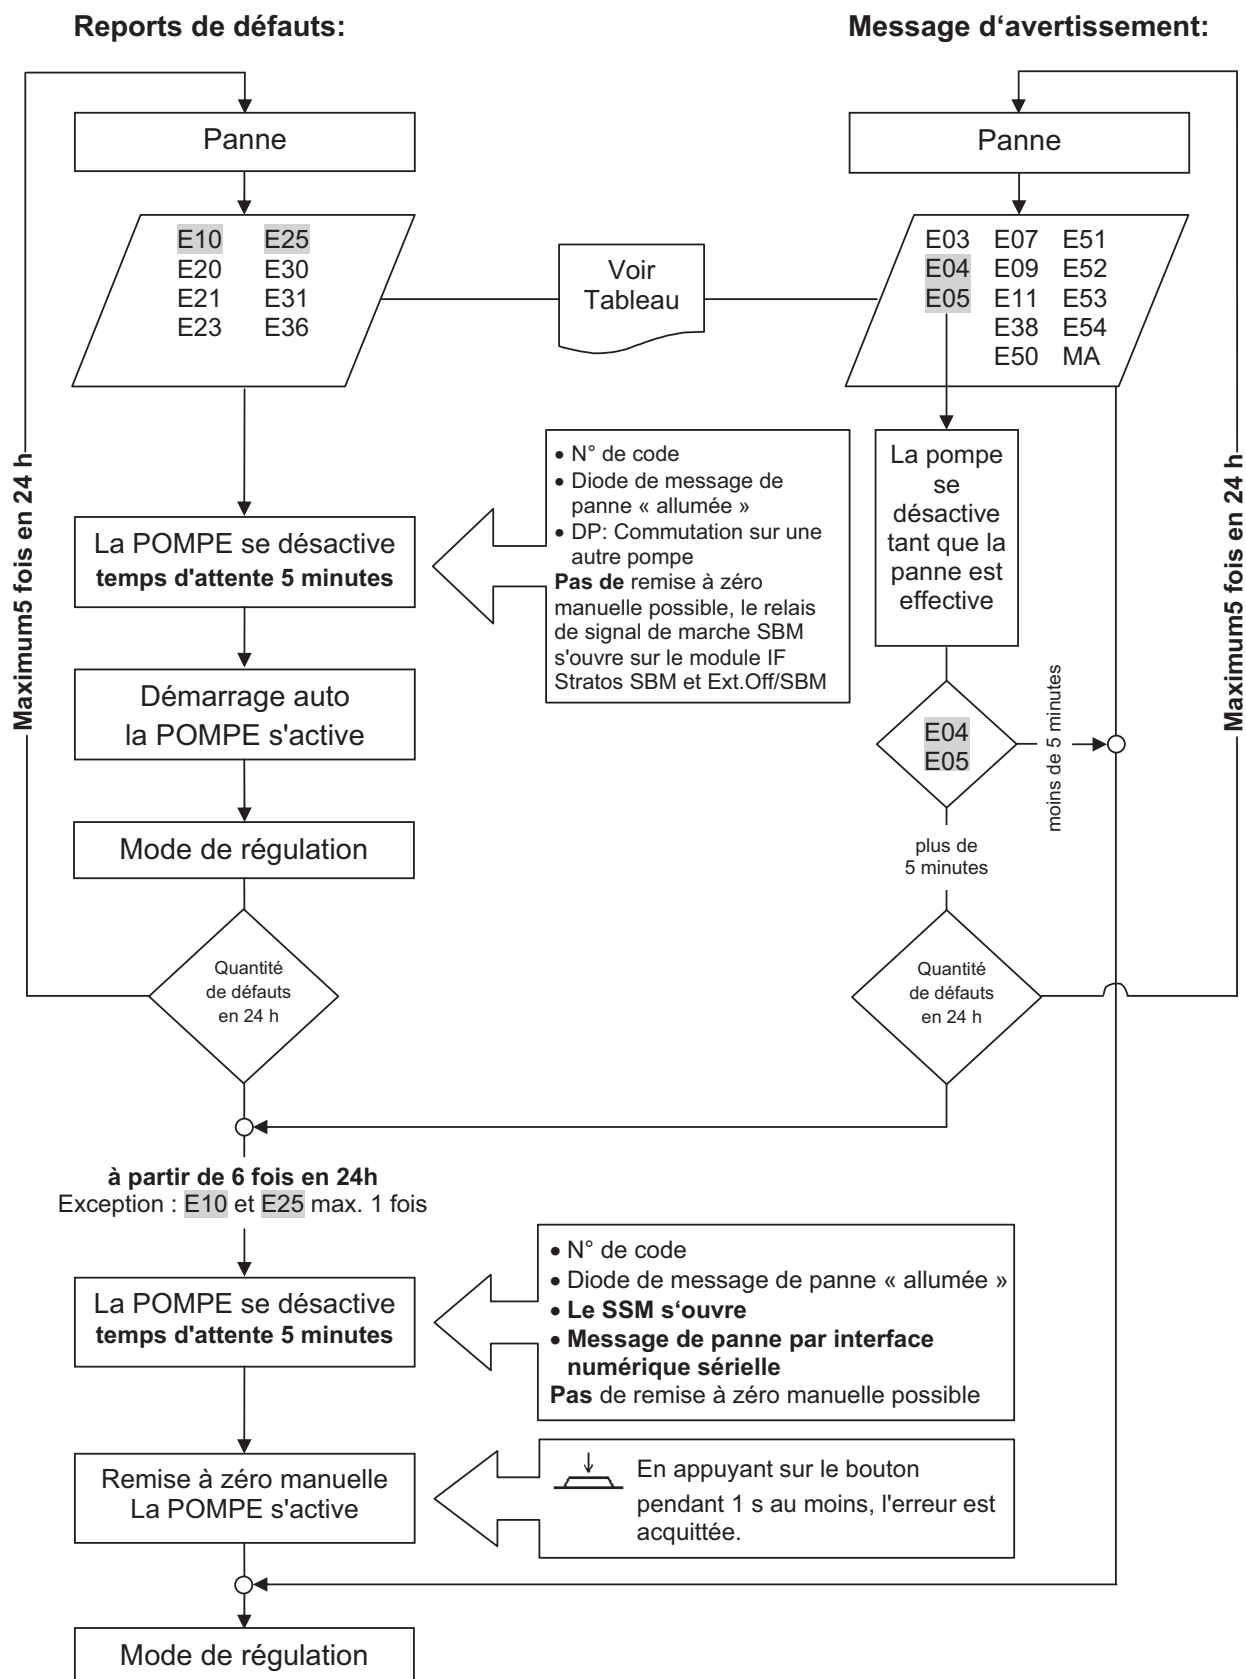 Reports de défauts:
Message d‘avertissement:
Panne
Panne
E10 E25
E20 E30
E21 E31
E23 E36
Voir
Tableau
E03 E07 E51
E04 E09 E52
E05 E11 E53
E38 E54
E50 MA
Maximum5 fois en 24 h
La POMPE se désactive
temps d'attente 5 minutes
• N° de code
• Diode de message de
panne « allumée »
• DP: Commutation sur une
autre pompe
Pas de remise à zéro
manuelle possible, le relais
de signal de marche SBM
s'ouvre sur le module IF
Stratos SBM et Ext.Off/SBM
La pompe
se
désactive
tant que la
panne est
effective
Maximum5 fois en 24 h
Démarrage auto
la POMPE s'active
E04
E05
moins de 5 minutes
Mode de régulation
plus de
5 minutes
Quantité
de défauts
en 24 h
Quantité
de défauts
en 24 h
à partir de 6 fois en 24h
Exception : E10 et E25 max. 1 fois
La POMPE se désactive
temps d'attente 5 minutes
• N° de code
• Diode de message de panne « allumée »
• Le SSM s‘ouvre
• Message de panne par interface
numérique sérielle
Pas de remise à zéro manuelle possible
Remise à zéro manuelle
La POMPE s'active
En appuyant sur le bouton
pendant 1 s au moins, l'erreur est
acquittée.
Mode de régulation